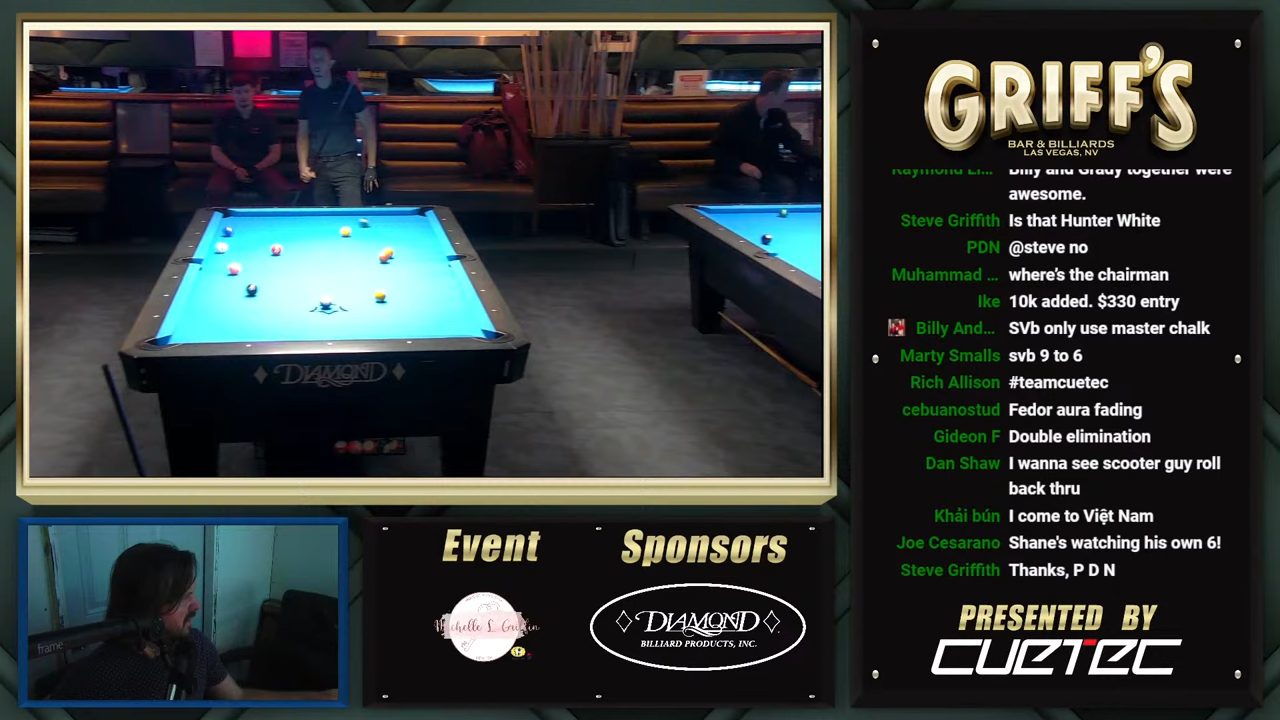 GRIFF'S
BAR & BILLIARDS
LAS VEGAS, NV
Billy and Grady together were
awesome.
Steve Griffith Is that Hunter White
PDN @steve no
Muhammad ... where's the chairman
Ike 10k added. $330 entry
Billy And... SVb only use master chalk
Marty Smalls svb 9 to 6
Rich Allison #teamcuetec
cebuanostud Fedor aura fading
Gideon F Double elimination
Dan Shaw I wanna see scooter guy roll
back thru
Khải bún I come to Việt Nam
Joe Cesarano Shane's watching his own 6!
Steve Griffith Thanks, P D N
PRESENTED BY
CUETEC
DIAMOND
frame
Event Sponsors
DIAMOND
BILLIARD PRODUCTS, INC.